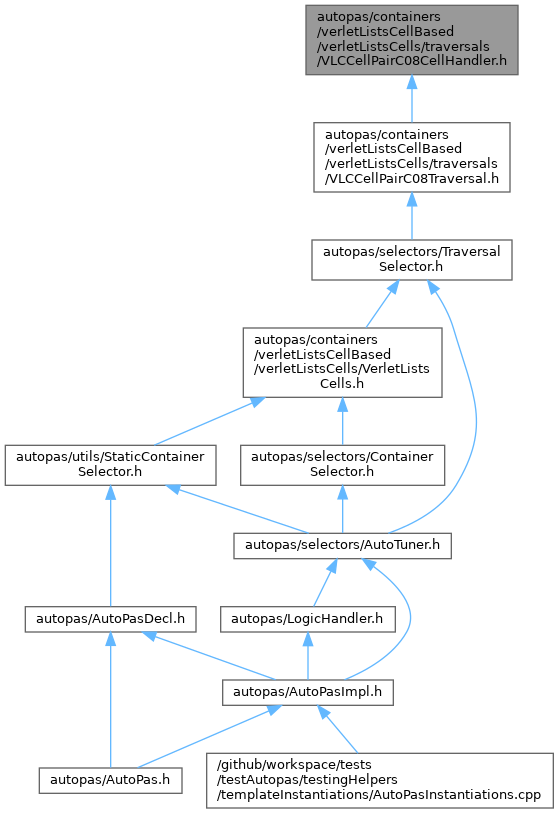 autopas/containers
/verletListsCellBased
/verletListsCells/traversals
/VLCCellPairC08CellHandler.h
autopas/containers
/verletListsCellBased
/verletListsCells/traversals
/VLCCellPairC08Traversal.h
autopas/selectors/Traversal
Selector.h
autopas/containers
/verletListsCellBased
/verletListsCells/VerletLists
Cells.h
autopas/utils/StaticContainer
Selector.h
autopas/selectors/Container
Selector.h
autopas/selectors/AutoTuner.h
autopas/AutoPasDecl.h
autopas/LogicHandler.h
autopas/AutoPasImpl.h
autopas/AutoPas.h
/github/workspace/tests
/testAutopas/testingHelpers
/templateInstantiations/AutoPasInstantiations.cpp